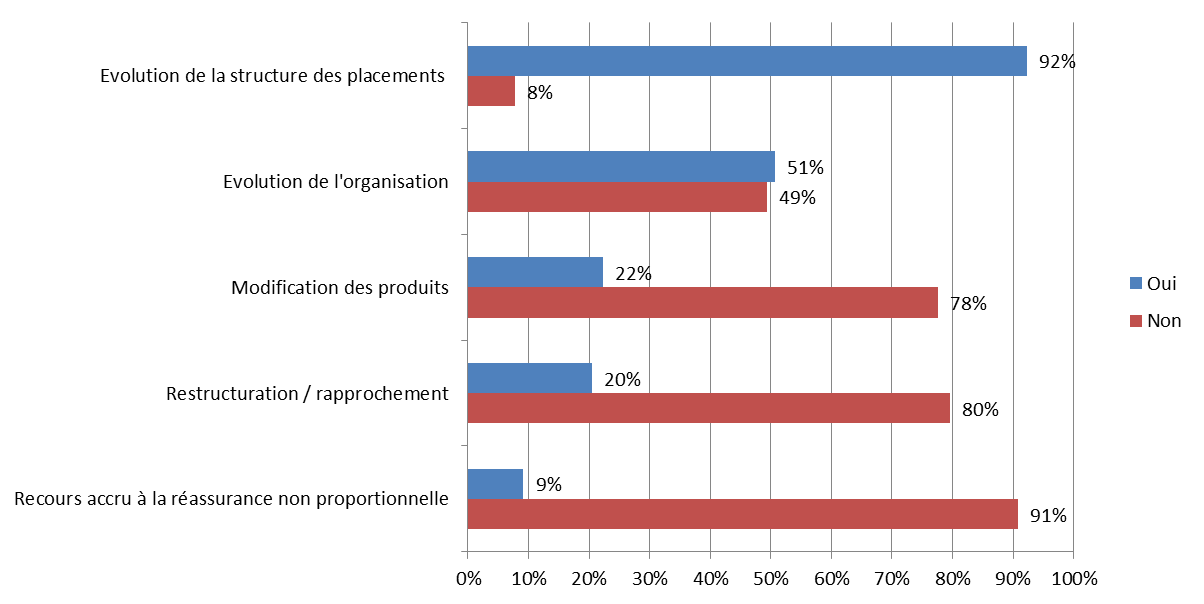 Evolution de la structure des placements
92%
8%
Evolution de l'organisation
51%
49%
Modification des produits
22%
78%
Restructuration / rapprochement
20%
80%
Recours accru à la réassurance non proportionnelle
9%
91%
Oui
Non
0% 10% 20% 30% 40% 50% 60% 70% 80% 90% 100%